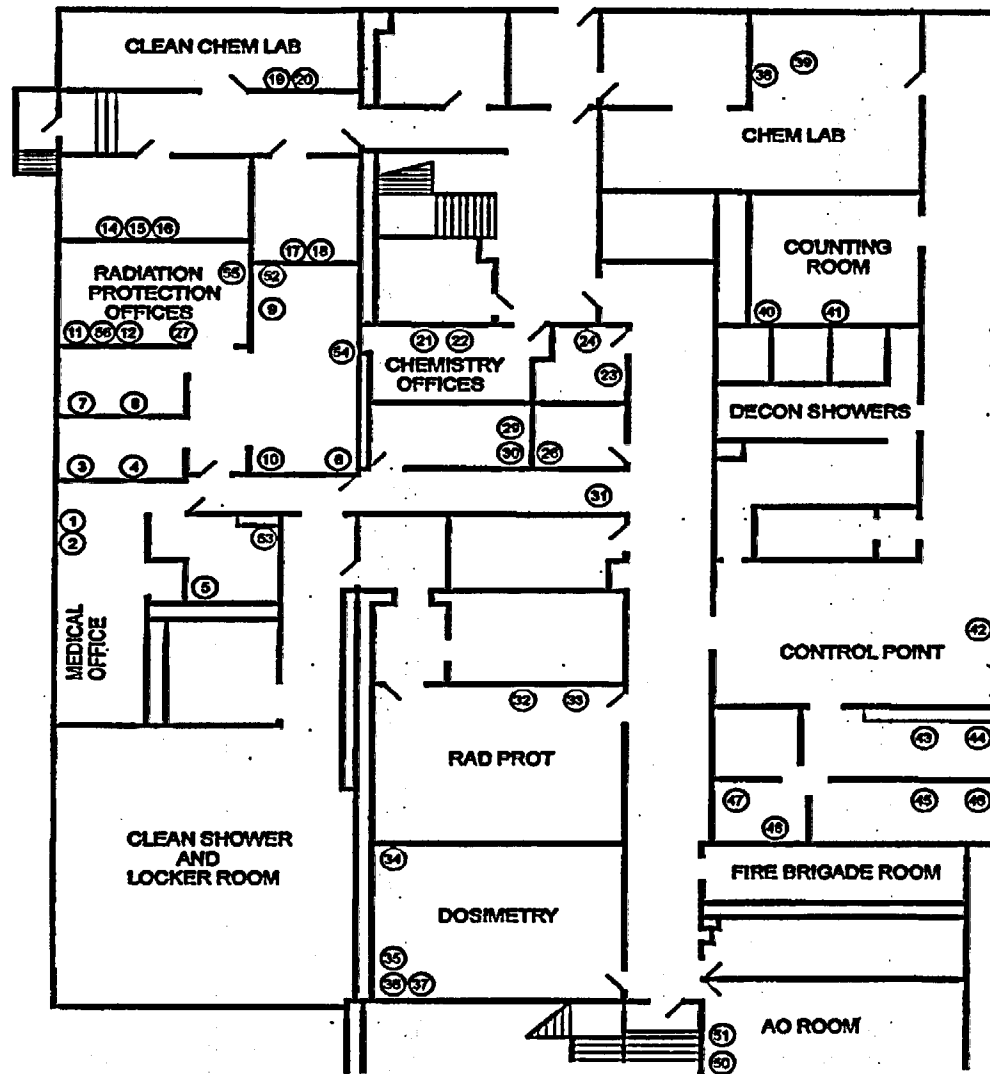 CLEAN CHEM LAB
19 20
38 39
CHEM LAB
14 15 16
17 18
COUNTING
ROOM
RADIATION
PROTECTION
OFFICES
55
52
9
11 56 12 27
21 22
24
40 41
54
CHEMISTRY
OFFICES
23
7 8
DECON SHOWERS
29
30
26
3 4
10 6
31
1
2
53
5
MEDICAL
OFFICE
42
CONTROL POINT
32 33
43 44
RAD PROT
47
48
45 46
CLEAN SHOWER
AND
LOCKER ROOM
34
FIRE BRIGADE ROOM
DOSIMETRY
35
36 37
AO ROOM
51
50